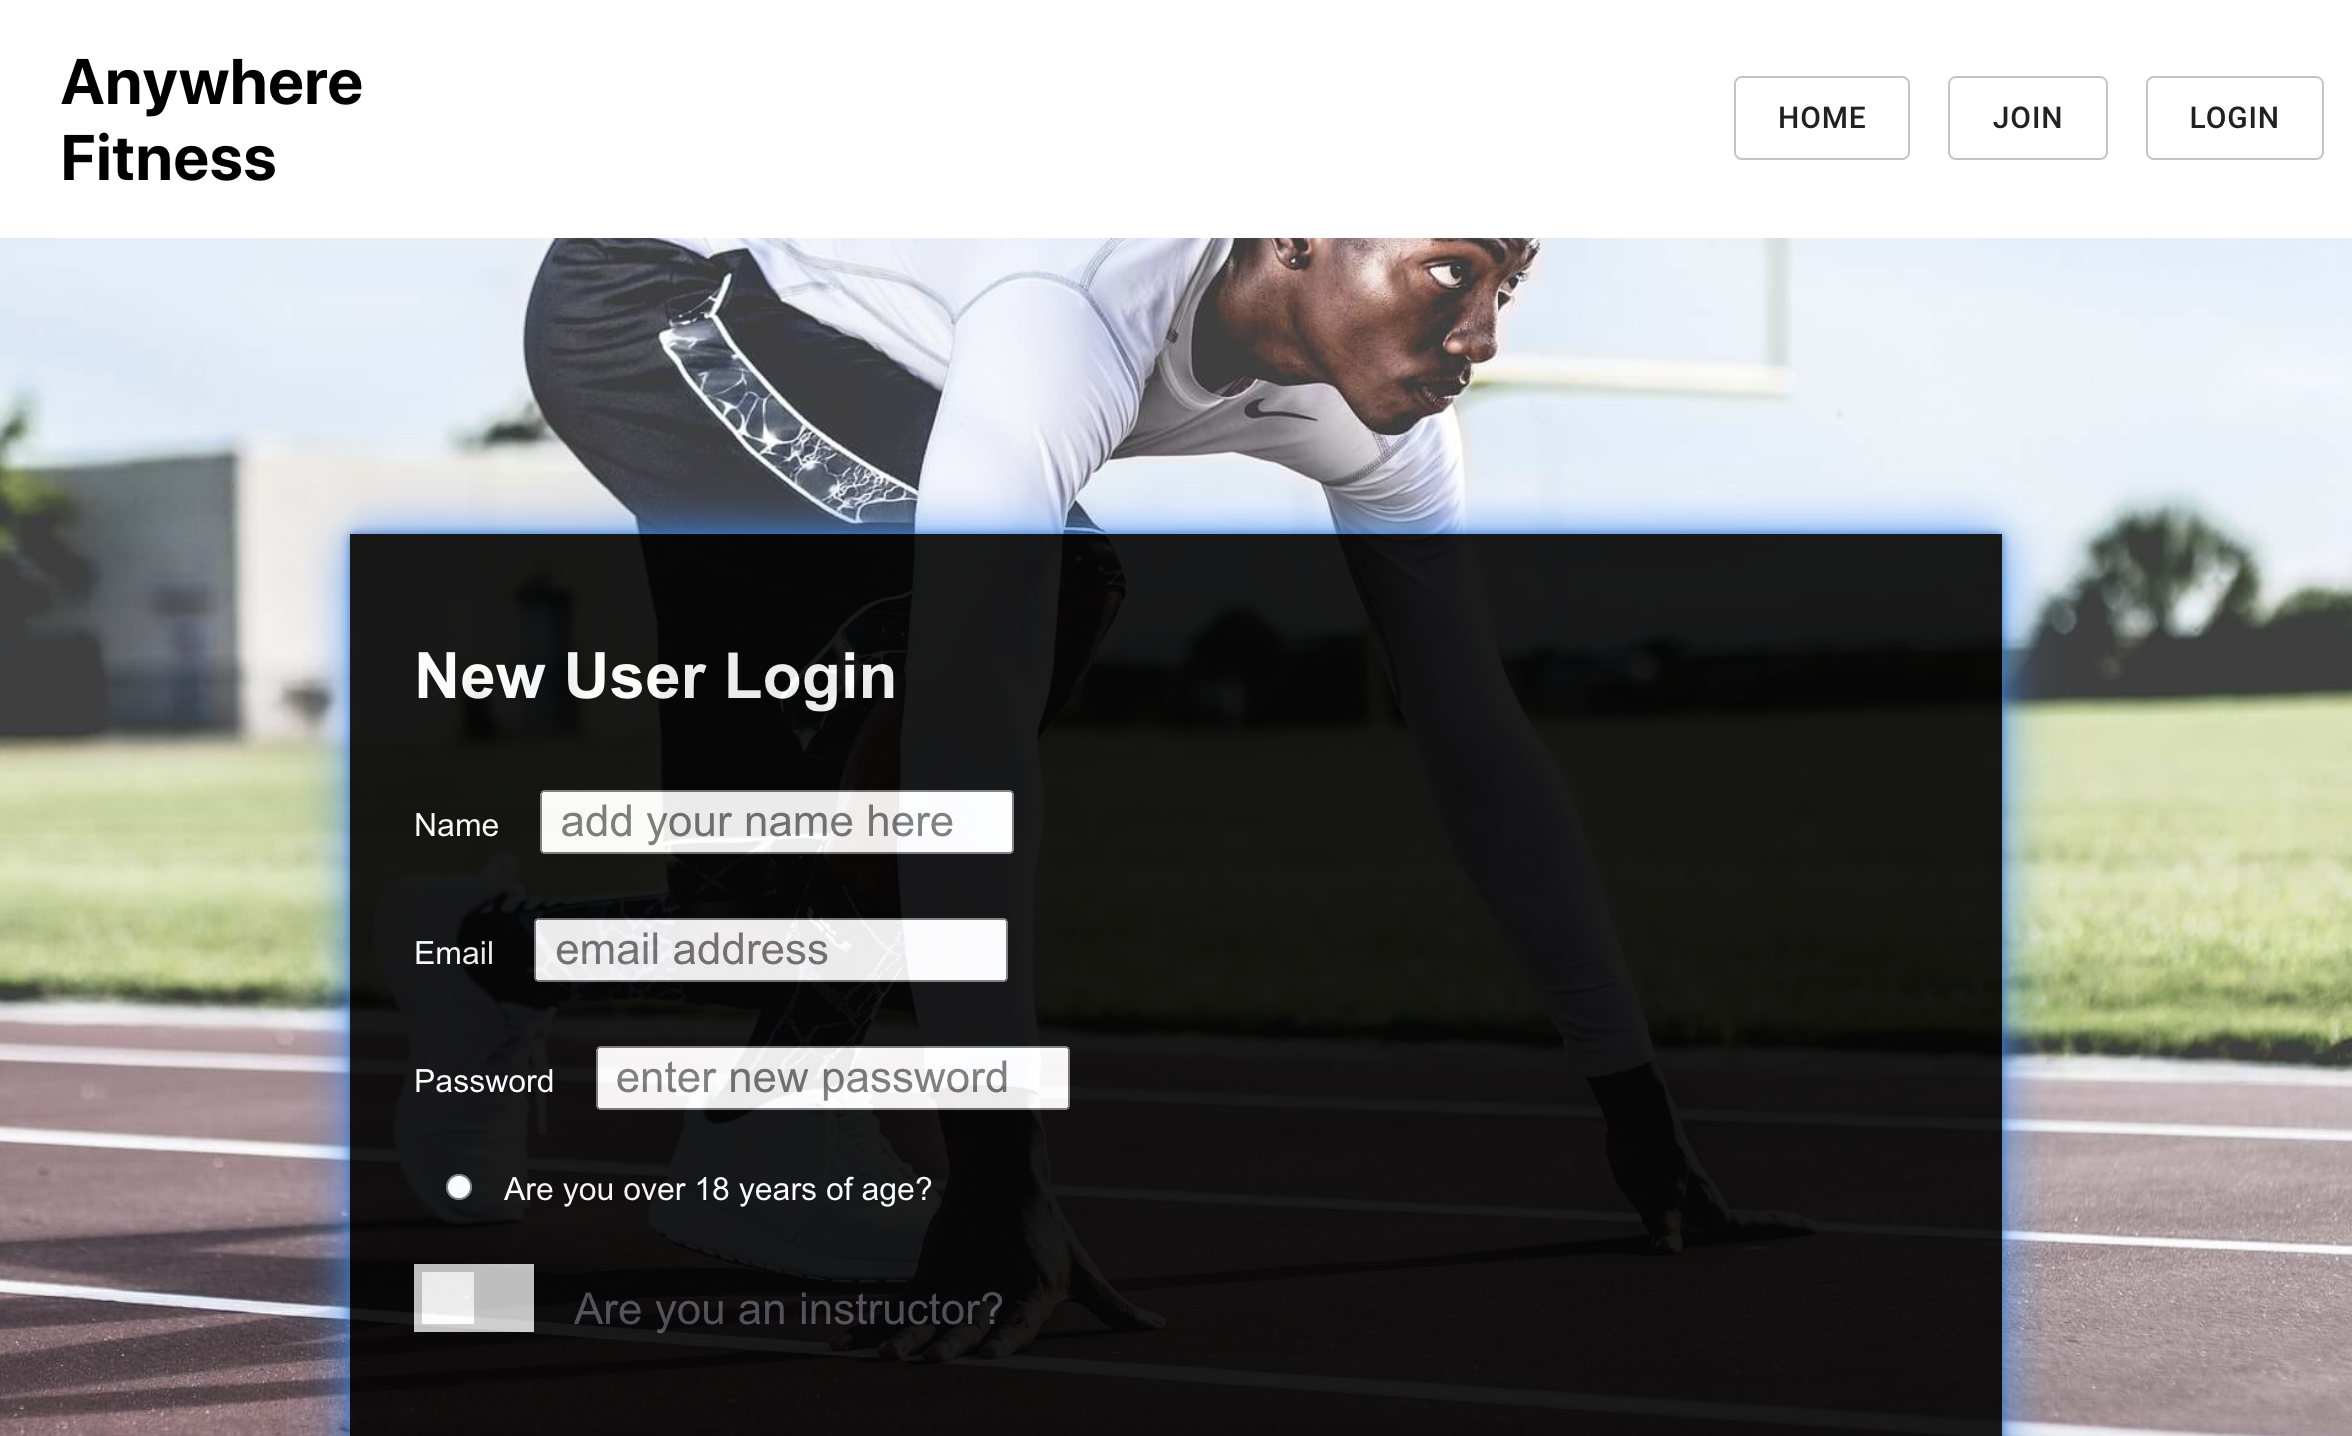 Anywhere
Fitness
HOME
JOIN
LOGIN
New User Login
Name
add your name here
Email
email address
Password
enter new password
Are you over 18 years of age?
Are you an instructor?